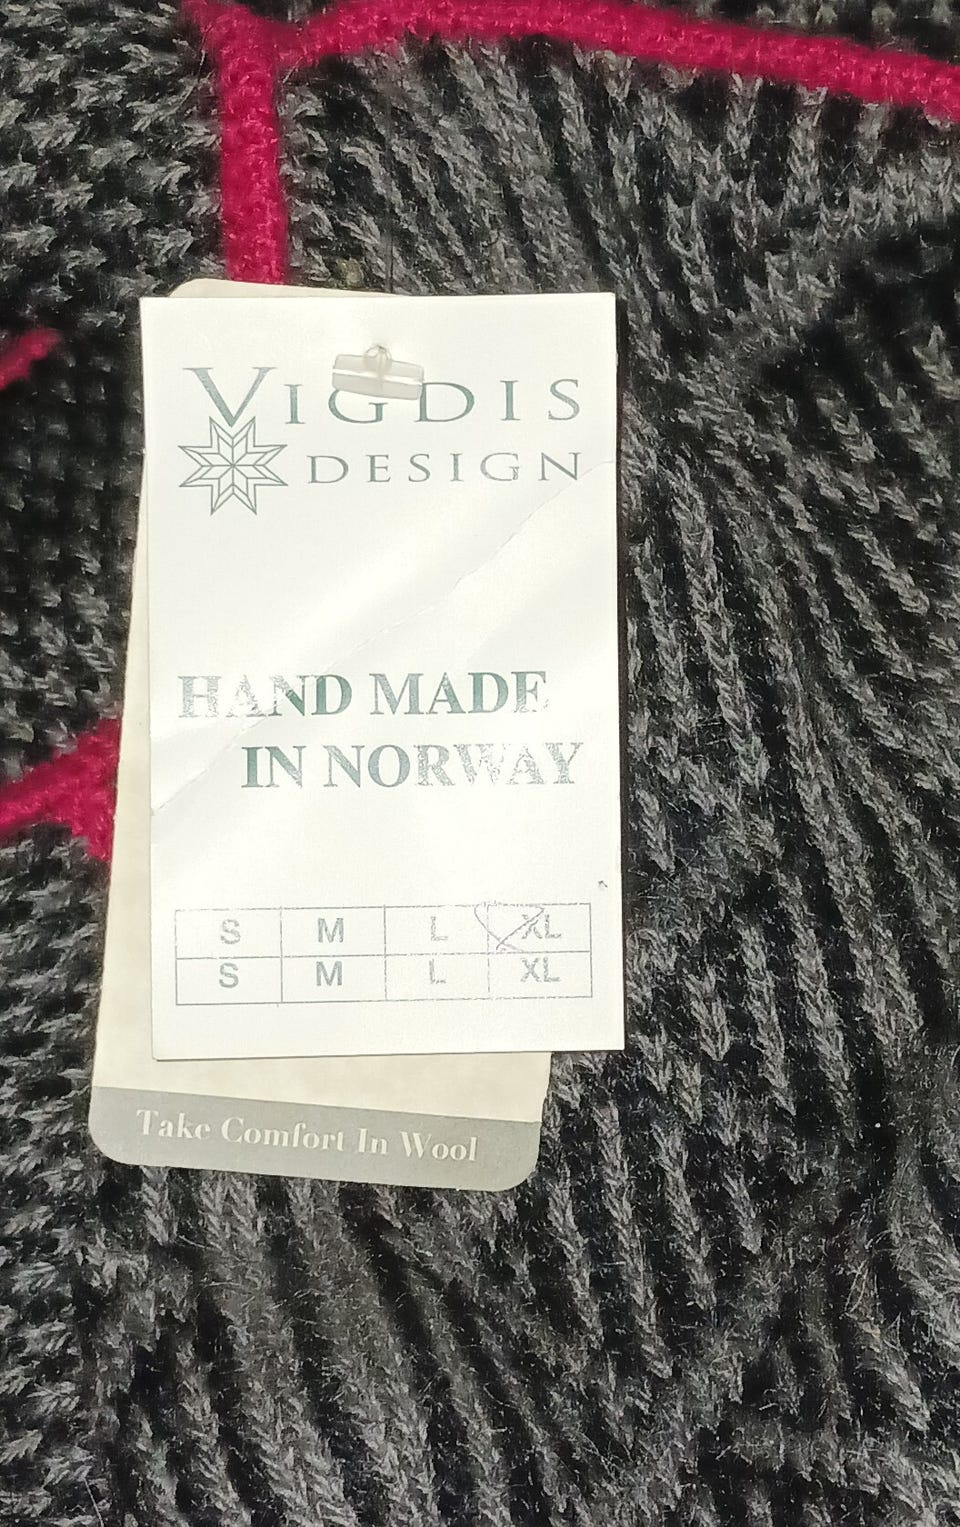 VIGDIS
DESIGN
HAND MADE
IN NORWAY
S M L XL
S M L XL
Take Comfort In Wool